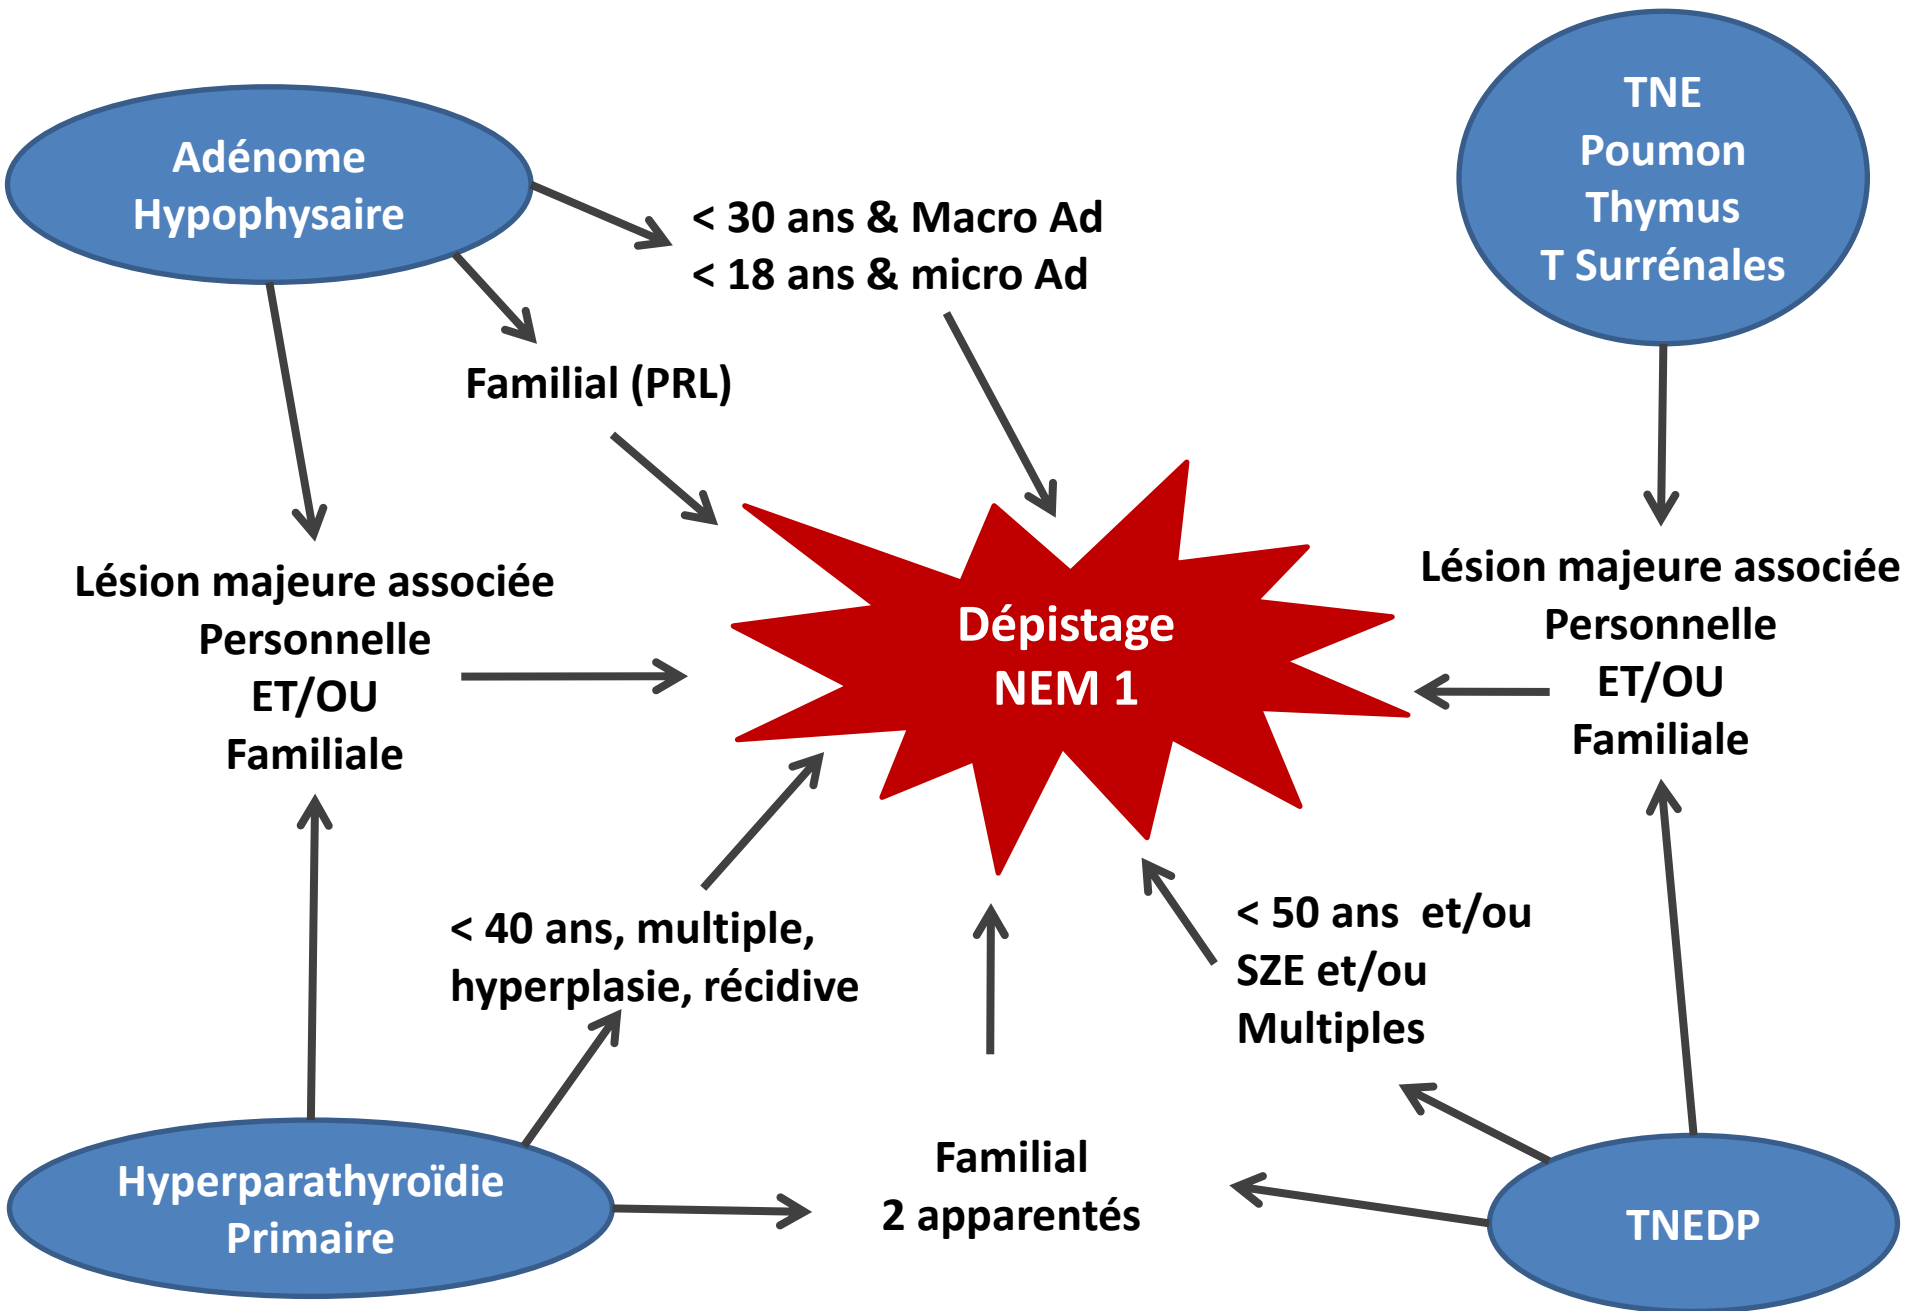 Adénome
Hypophysaire
TNE
Poumon
Thymus
T Surrénales
< 30 ans & Macro Ad
< 18 ans & micro Ad
Familial (PRL)
Lésion majeure associée
Personnelle
ET/OU
Familiale
Dépistage
NEM 1
Lésion majeure associée
Personnelle
ET/OU
Familiale
< 40 ans, multiple,
hyperplasie, récidive
< 50 ans et/ou
SZE et/ou
Multiples
Hyperparathyroïdie
Primaire
Familial
2 apparentés
TNEDP